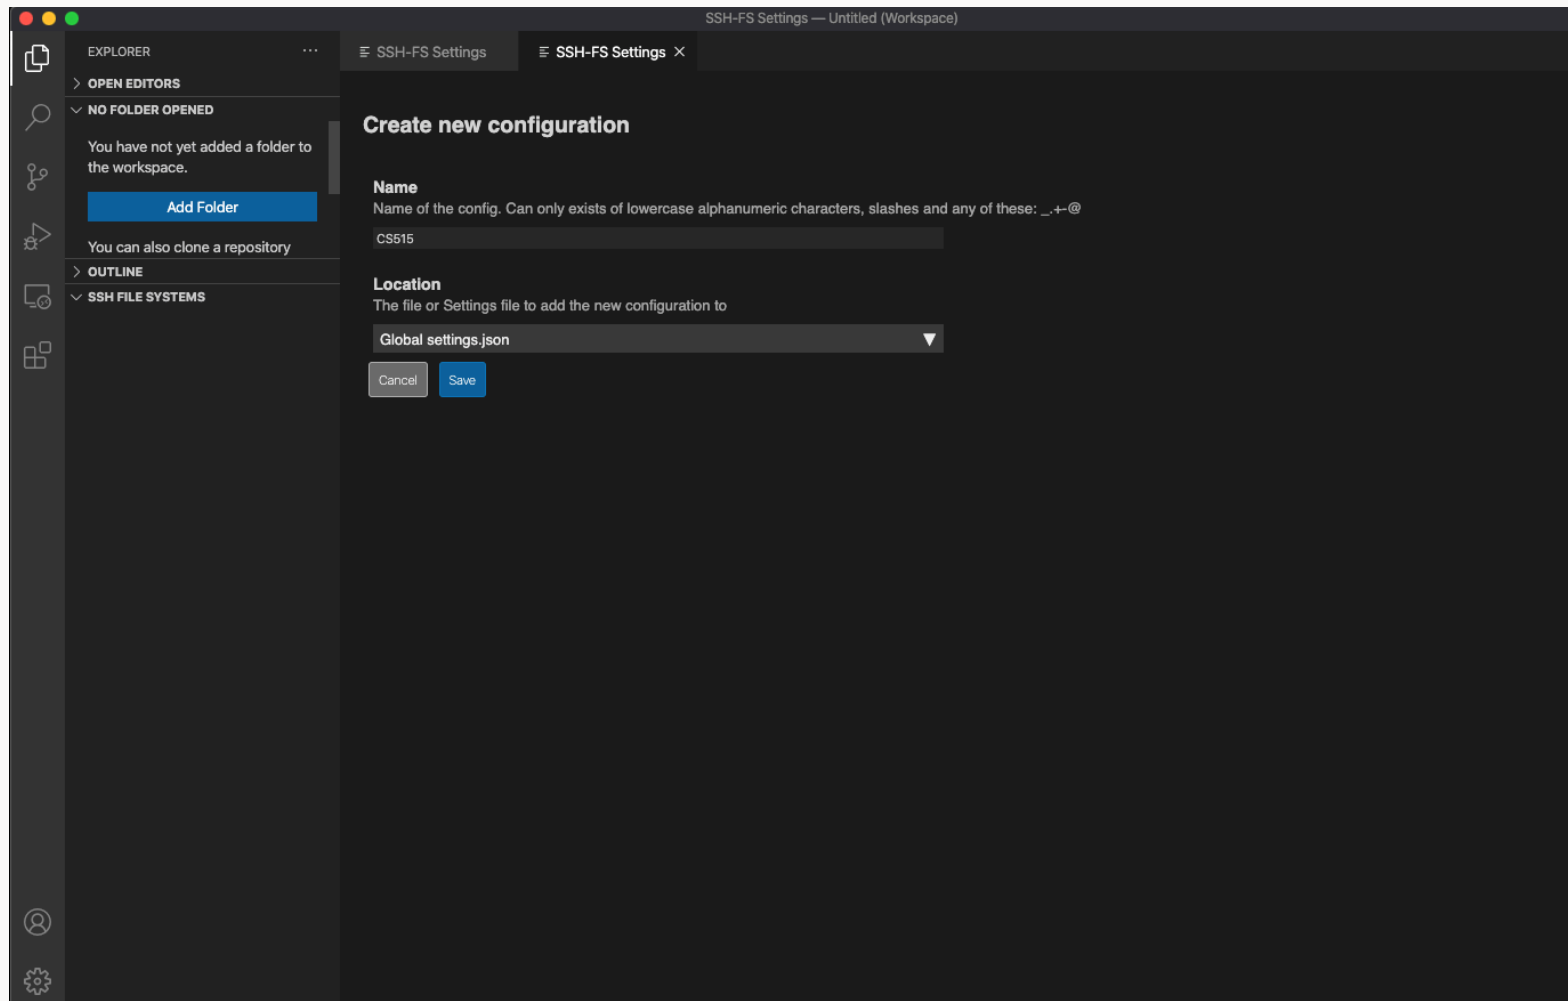 SSH-FS Settings — Untitled (Workspace)
EXPLORER
OPEN EDITORS
NO FOLDER OPENED
You have not yet added a folder to
the workspace.
Add Folder
You can also clone a repository
OUTLINE
SSH FILE SYSTEMS
SSH-FS Settings
SSH-FS Settings
Create new configuration
Name
Name of the config. Can only exists of lowercase alphanumeric characters, slashes and any of these: _.+-@
CS515
Location
The file or Settings file to add the new configuration to
Global settings.json
Cancel
Save